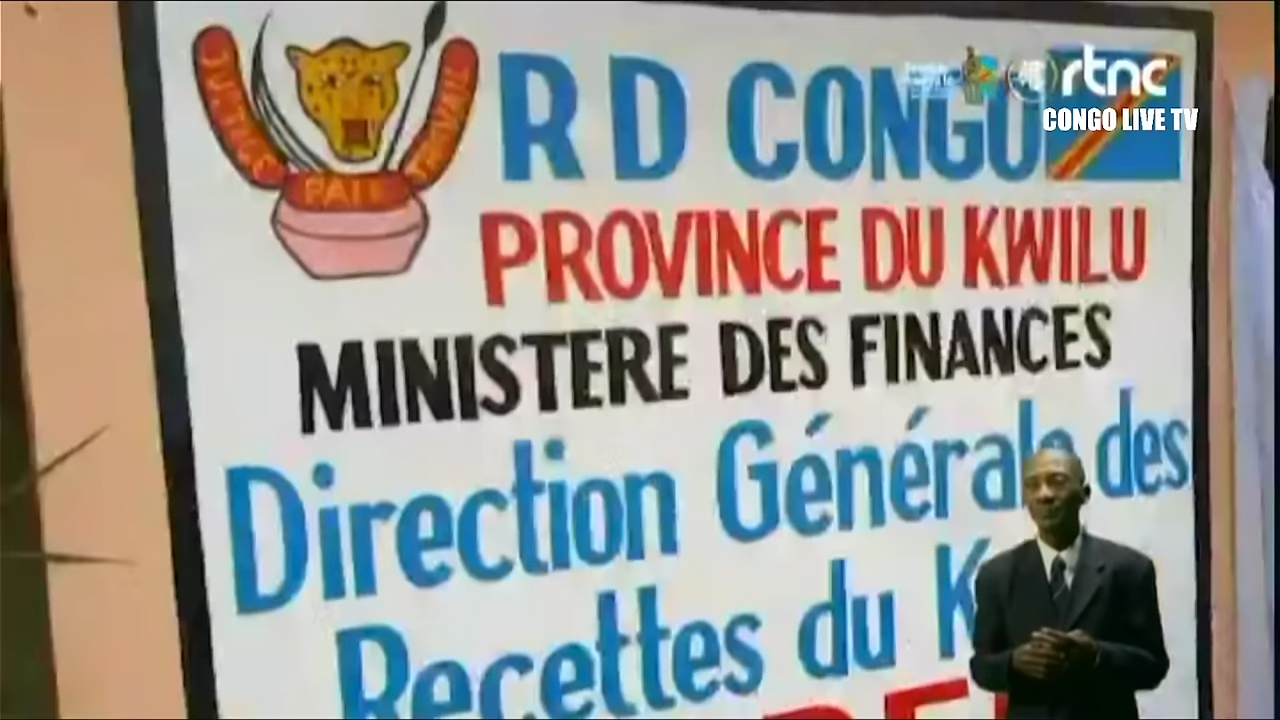 JUSTICE
PAIX
TRAVAIL
R D CONGO
rtnc
CONGO LIVE TV
PROVINCE DU KWILU
MINISTERE DES FINANCES
Direction Générale des
Recettes du K